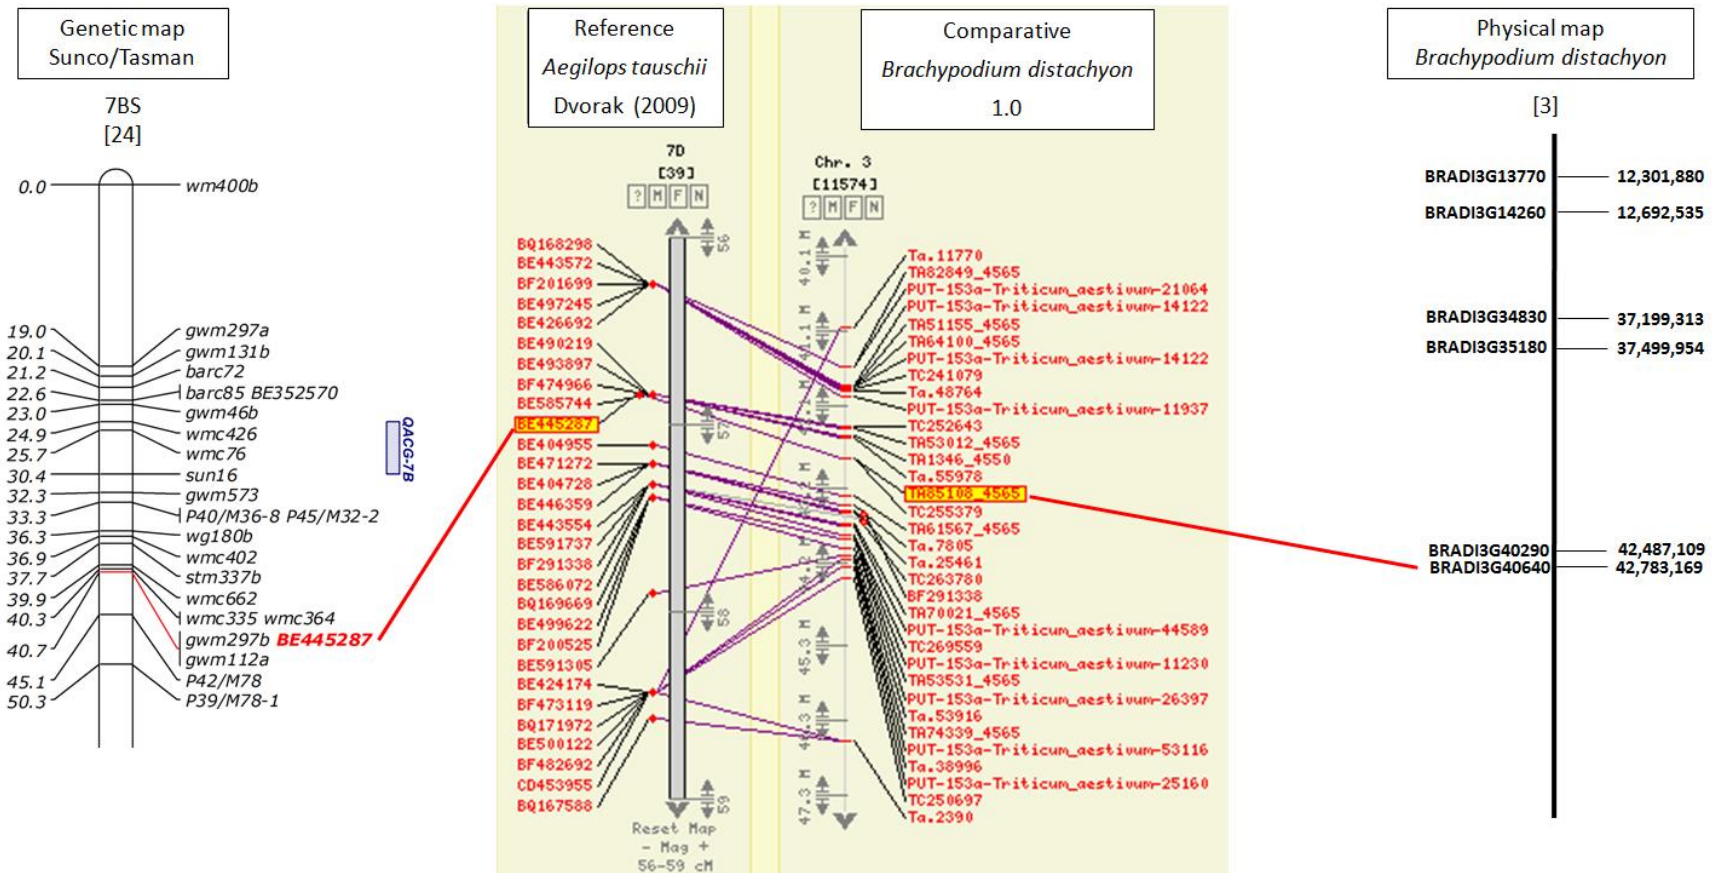 Genetic map
Sunco/Tasman
7BS
[24]
0.0 wm400b
19.0 gwm297a
20.1 gwm131b
21.2 barc72
22.6 barc85 BE352570
23.0 gwm46b
24.9 wmc426
25.7 wmc76
30.4 sun16
32.3 gwm573
33.3 P40/M36-8 P45/M32-2
36.3 wg180b
36.9 wmc402
37.7 stm337b
39.9 wmc662
40.3 wmc335 wmc364
40.7 gwm297b BE445287
gwm112a
45.1 P42/M78
50.3 P39/M78-1
QACG-7B
Reference
Aegilops tauschii
Dvorak (2009)
7D
[39]
? M F N
BQ168298
BE443572
BF201699
BE497245
BE426692
BE490219
BE493897
BF474966
BE585744
BE445287
BE404955
BE471272
BE404728
BE446359
BE443554
BE591737
BF291338
BE586072
BQ169669
BE499622
BF200525
BE591305
BE424174
BF473119
BQ171972
BE500122
BF482692
CD453955
BQ167588
56
57
58
59
Reset Map
- Mag +
56-59 cM
Comparative
Brachypodium distachyon
1.0
Chr. 3
[11574]
? M F N
40.1 M
41.1 M
45.3 M
47.3 M
Ta.11770
TA82849_4565
PUT-153a-Triticum_aestivum-21064
PUT-153a-Triticum_aestivum-14122
TA51155_4565
TA64100_4565
PUT-153a-Triticum_aestivum-14122
TC241079
Ta.48764
PUT-153a-Triticum_aestivum-11937
TC252643
TA53012_4565
TA1346_4550
Ta.55978
TA85108_4565
TC255379
TA61567_4565
Ta.7805
Ta.25461
TC263780
BF291338
TA70021_4565
PUT-153a-Triticum_aestivum-44589
TC269559
PUT-153a-Triticum_aestivum-11230
TA53531_4565
PUT-153a-Triticum_aestivum-26397
Ta.53916
TA74339_4565
PUT-153a-Triticum_aestivum-53116
Ta.38996
PUT-153a-Triticum_aestivum-25160
TC250697
Ta.2390
Physical map
Brachypodium distachyon
[3]
BRADI3G13770 12,301,880
BRADI3G14260 12,692,535
BRADI3G34830 37,199,313
BRADI3G35180 37,499,954
BRADI3G40290 42,487,109
BRADI3G40640 42,783,169